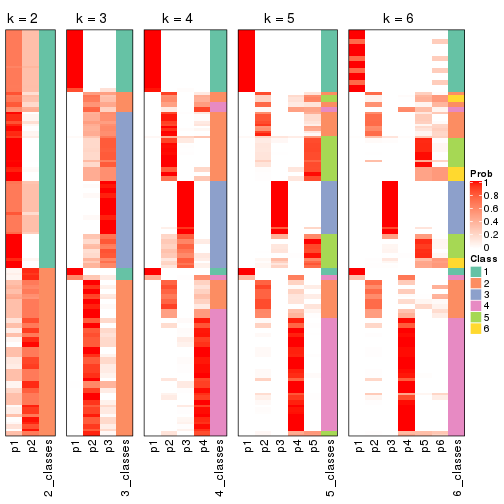 k = 2
k = 3
k = 4
k = 5
k = 6
p1
p2
2_classes
p1
p2
p3
3_classes
p1
p2
p3
p4
4_classes
p1
p2
p3
p4
p5
5_classes
p1
p2
p3
p4
p5
p6
6_classes
Prob
1
0.8
0.6
0.4
0.2
0
Class
1
2
3
4
5
6